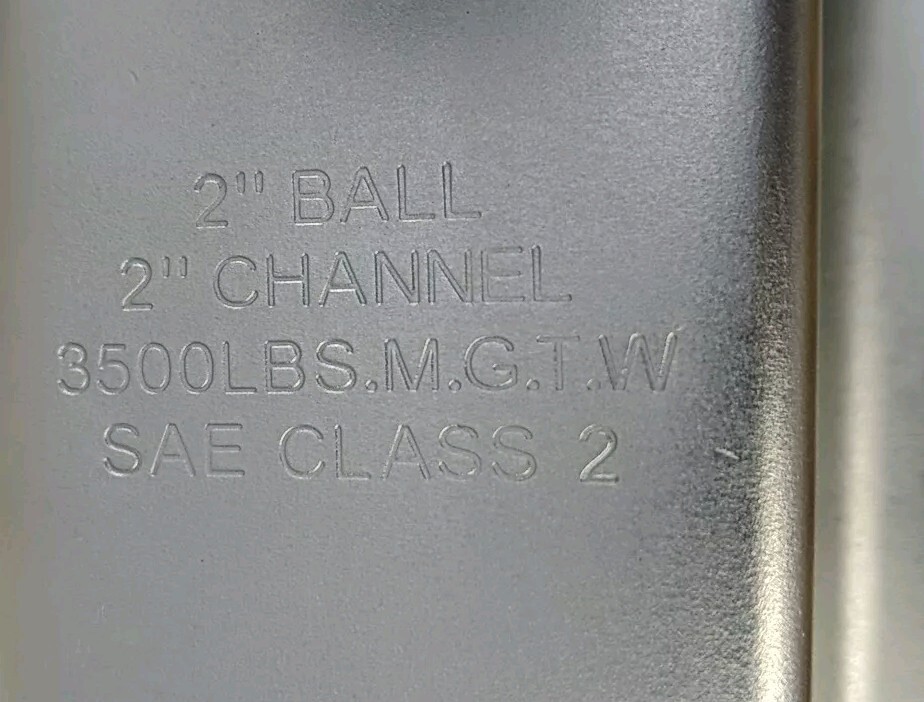 2" BALL
2" CHANNEL
3500LBS.M.G.T.W
SAE CLASS 2